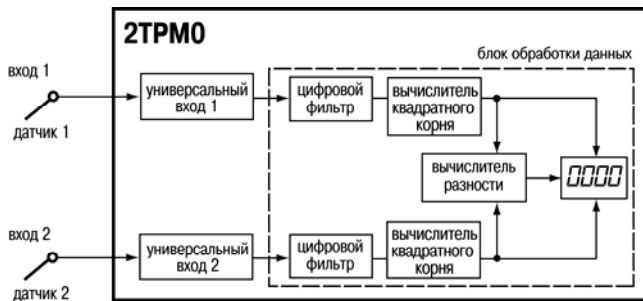 2ТРМ0
блок обработки данных
вход 1
датчик 1
универсальный
вход 1
цифровой
фильтр
вычислитель
квадратного
корня
вычислитель
разности
0000
вход 2
датчик 2
универсальный
вход 2
цифровой
фильтр
вычислитель
квадратного
корня